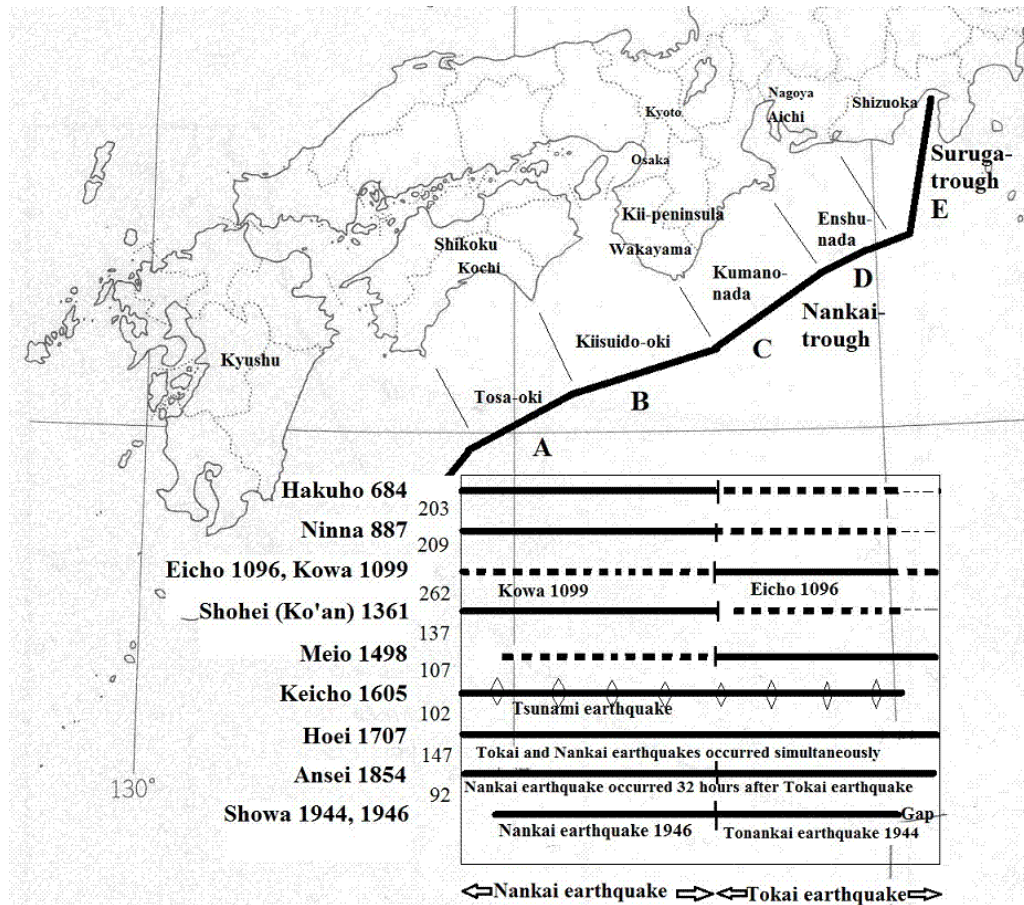 Nagoya
Aichi
Shizuoka
Kyoto
Osaka
Suruga-
trough
E
Kii-peninsula
Wakayama
Enshu-
nada
D
Shikoku
Kochi
Kumano-
nada
Nankai-
trough
C
Kiisuido-oki
B
Kyushu
Tosa-oki
A
130°
Hakuho 684
203
Ninna 887
209
Eicho 1096, Kowa 1099
Kowa 1099
Eicho 1096
262
Shohei (Ko'an) 1361
137
Meio 1498
107
Keicho 1605
Tsunami earthquake
102
Hoei 1707
Tokai and Nankai earthquakes occurred simultaneously
147
Ansei 1854
Nankai earthquake occurred 32 hours after Tokai earthquake
92
Showa 1944, 1946
Gap
Nankai earthquake 1946
Tonankai earthquake 1944
Nankai earthquake
Tokai earthquake